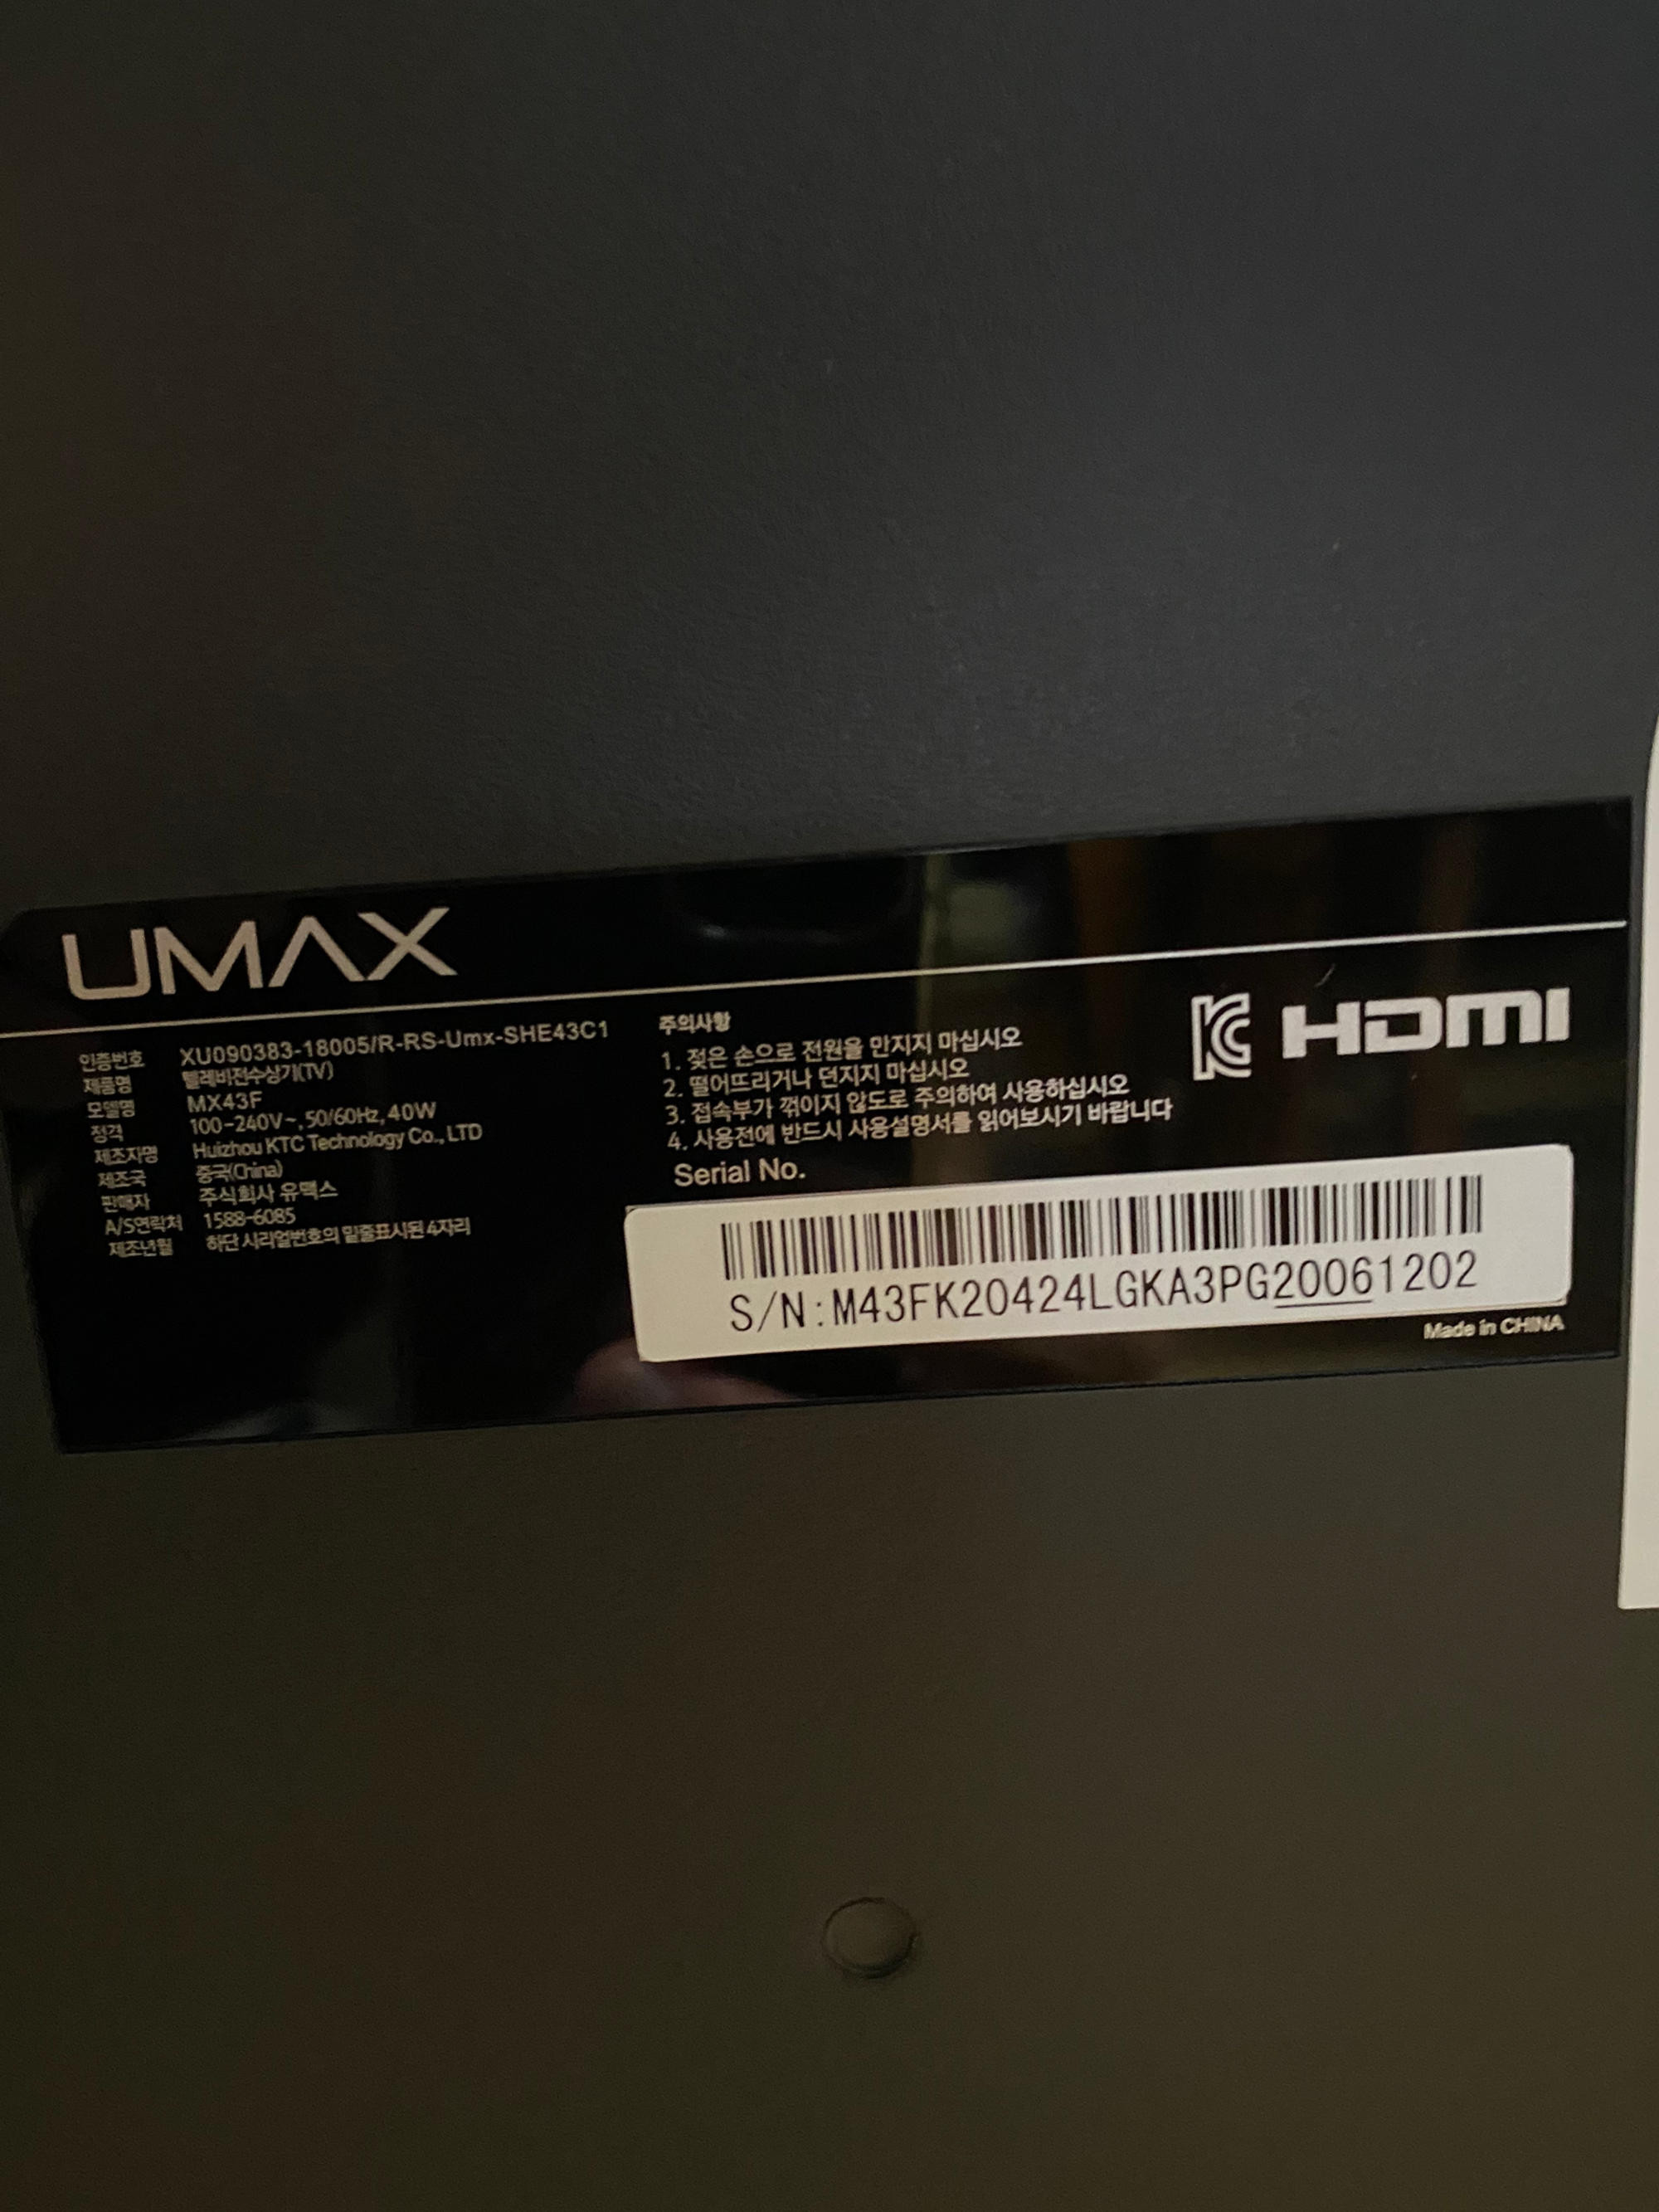 UMAX
인증번호 XU090383-18005/R-RS-Umx-SHE43C1
제품명 텔레비전수상기(TV)
모델명 MX43F
정격 100-240V~, 50/60Hz, 40W
제조자명 Huizhou KTC Technology Co., LTD
제조국 중국(China)
판매자 주식회사 유맥스
A/S연락처 1588-6085
제조년월 하단 시리얼번호의 밑줄표시된 4자리
주의사항
1. 젖은 손으로 전원을 만지지 마십시오
2. 떨어뜨리거나 던지지 마십시오
3. 접속부가 꺾이지 않도로 주의하여 사용하십시오
4. 사용전에 반드시 사용설명서를 읽어보시기 바랍니다
KC HDMI
Serial No.
S/N:M43FK20424LGKA3PG20061202
Made in CHINA